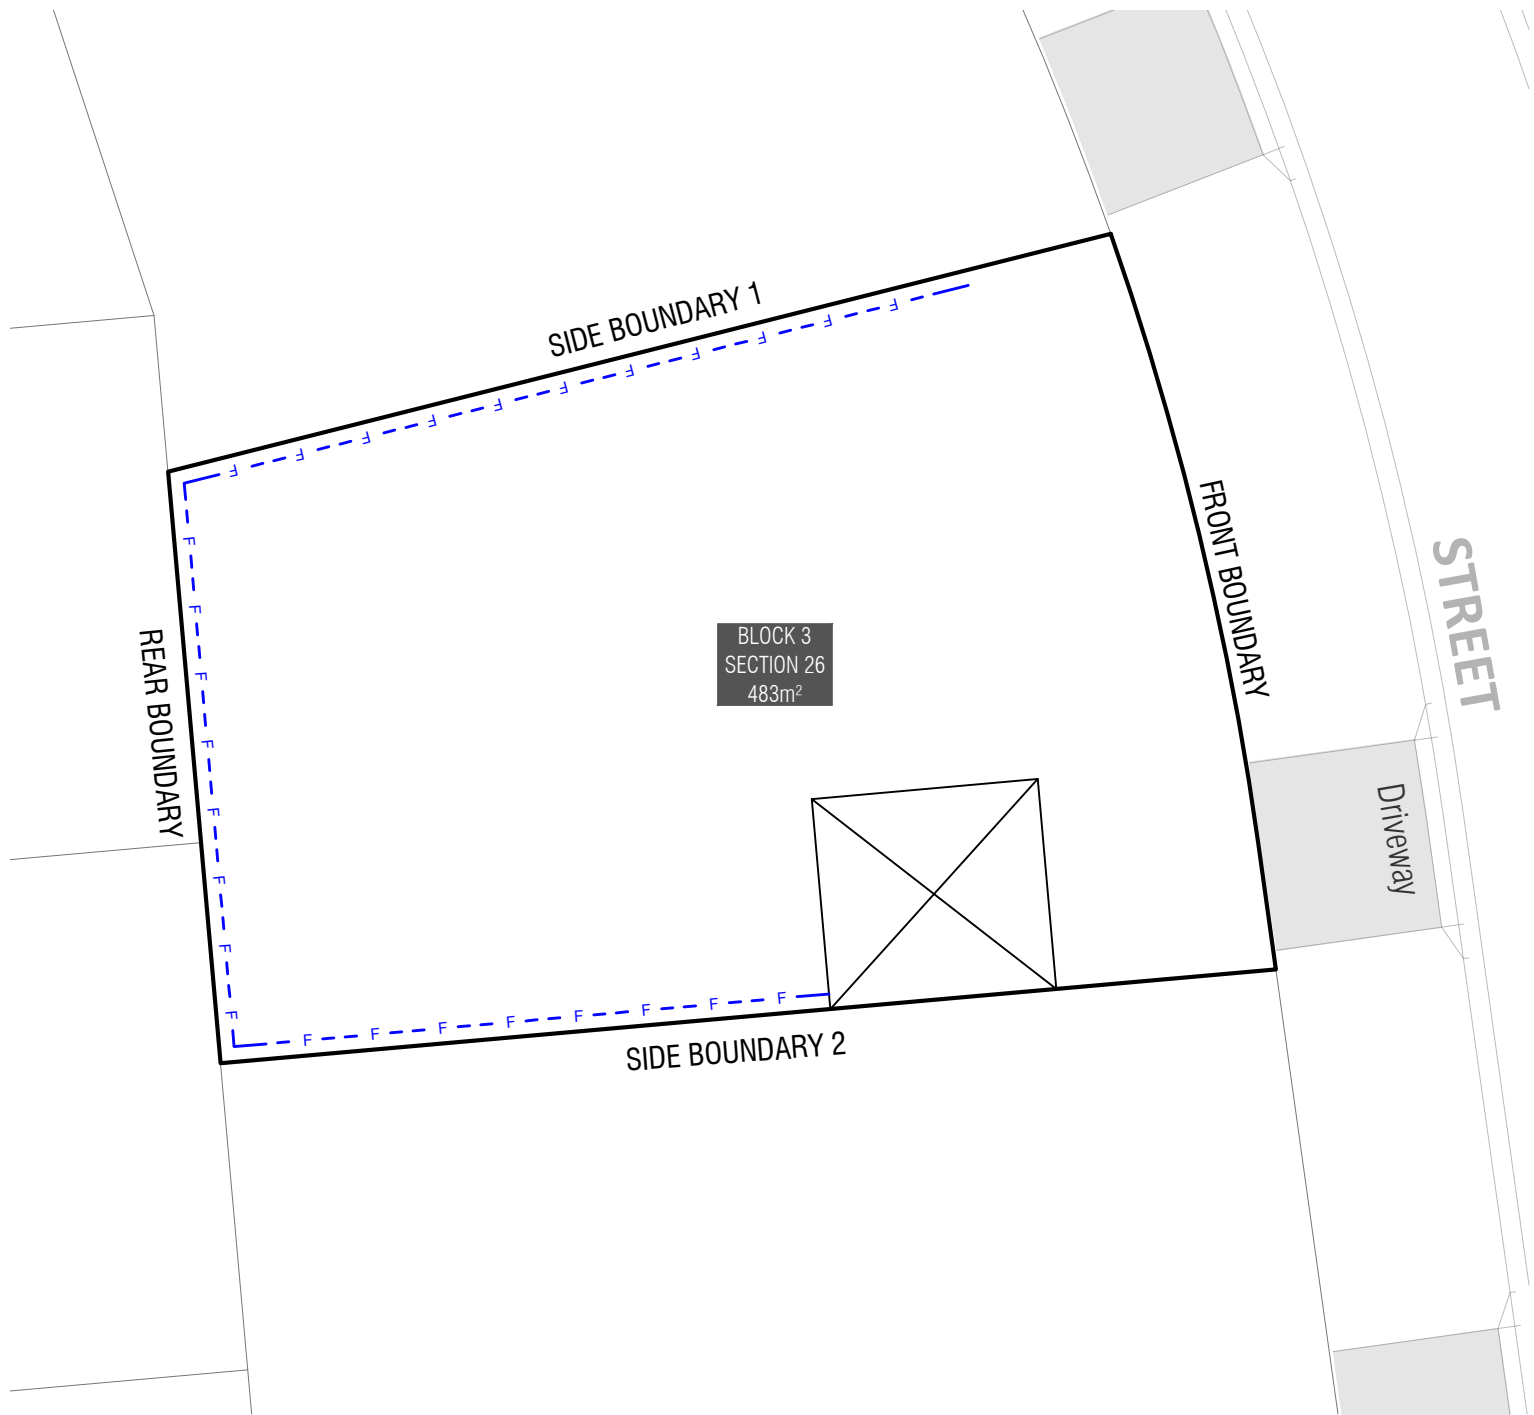 SIDE BOUNDARY 1
F F F F F F F F F F F
FRONT BOUNDARY
STREET
REAR BOUNDARY
F F F F F F F F
BLOCK 3
SECTION 26
483m²
Driveway
F F F F F F F F
SIDE BOUNDARY 2